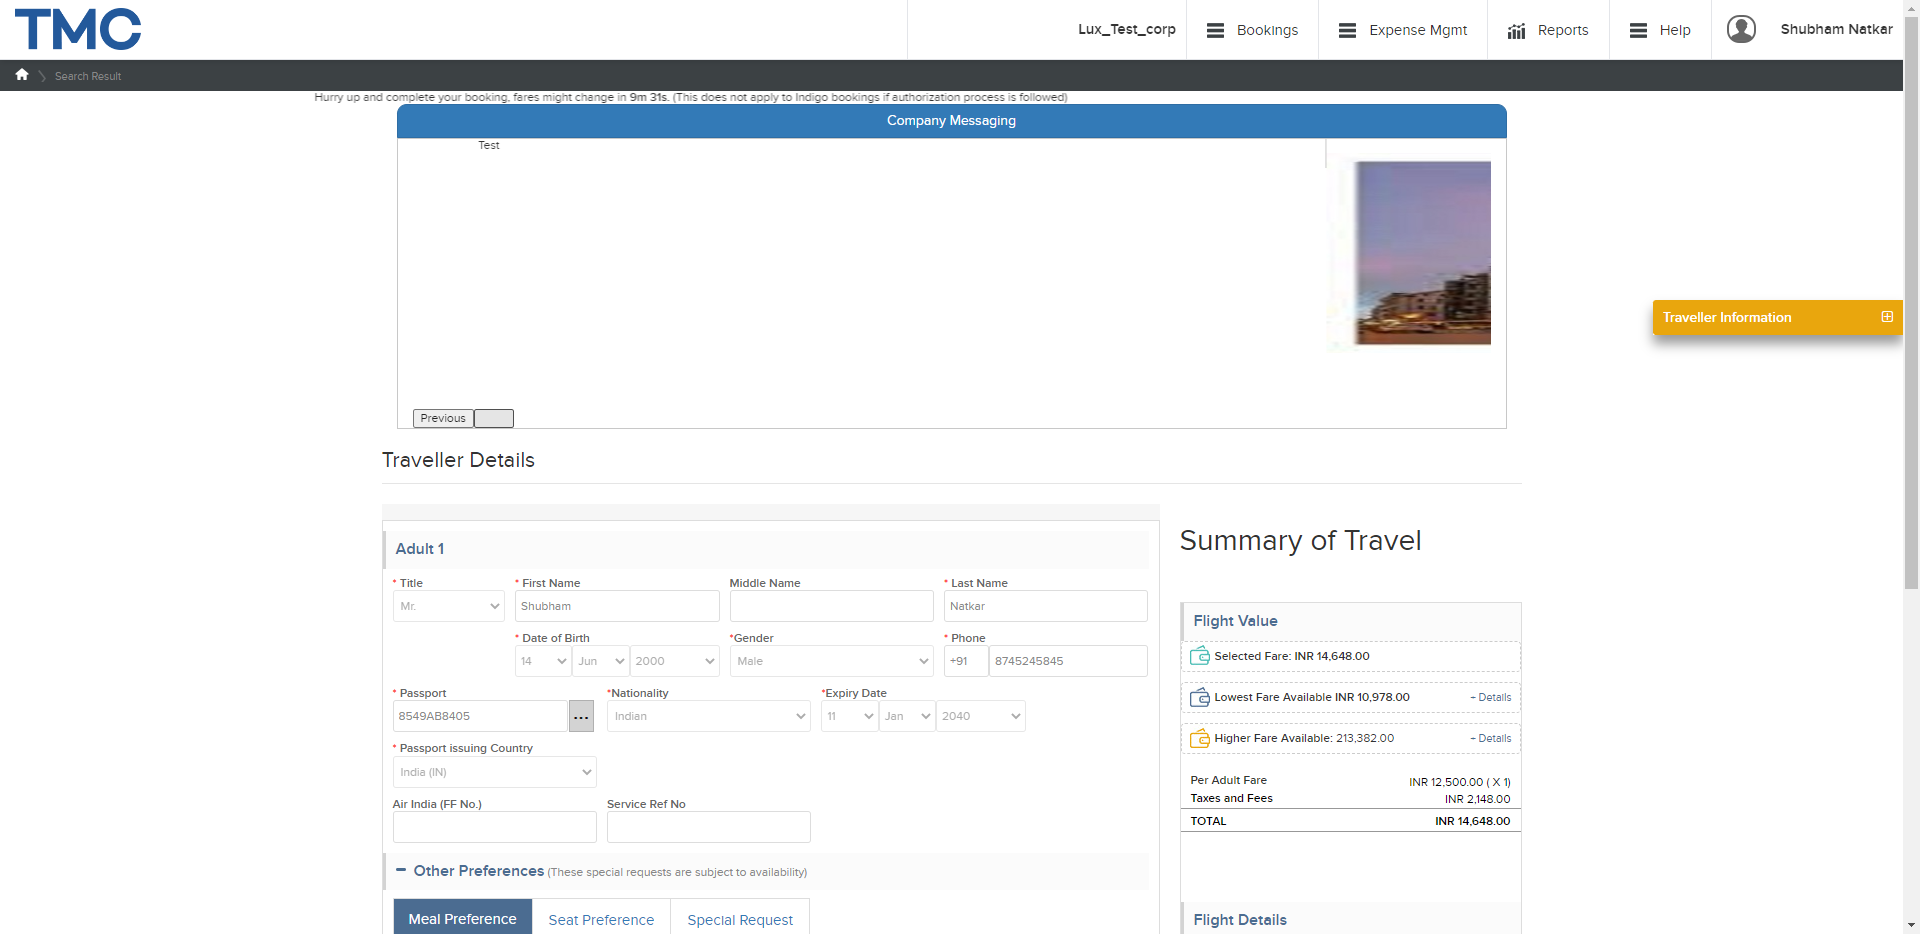 TMC
Lux_Test_corp
Bookings
Expense Mgmt
Reports
Help
Shubham Natkar
Search Result
Hurry up and complete your booking, fares might change in 9m 31s. (This does not apply to Indigo bookings if authorization process is followed)
Company Messaging
Test
Traveller Information
Previous
Traveller Details
Adult 1
* Title
* First Name
Middle Name
* Last Name
Mr.
Shubham
Natkar
* Date of Birth
*Gender
* Phone
14
Jun
2000
Male
+91
8745245845
* Passport
*Nationality
*Expiry Date
8549AB8405
...
Indian
11
Jan
2040
* Passport issuing Country
India (IN)
Air India (FF No.)
Service Ref No
− Other Preferences (These special requests are subject to availability)
Meal Preference
Seat Preference
Special Request
Summary of Travel
Flight Value
Selected Fare: INR 14,648.00
Lowest Fare Available INR 10,978.00
+ Details
Higher Fare Available: 213,382.00
+ Details
Per Adult Fare
INR 12,500.00 ( X 1)
Taxes and Fees
INR 2,148.00
TOTAL
INR 14,648.00
Flight Details